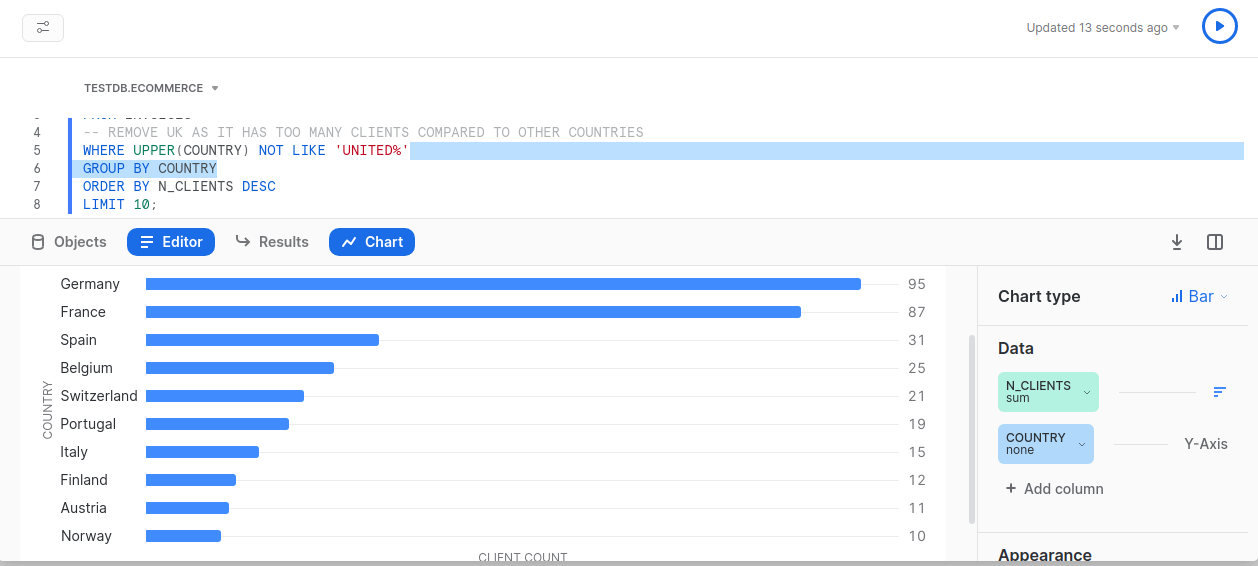 Updated 13 seconds ago
TESTDB.ECOMMERCE
4 -- REMOVE UK AS IT HAS TOO MANY CLIENTS COMPARED TO OTHER COUNTRIES
5 WHERE UPPER(COUNTRY) NOT LIKE 'UNITED%'
6 GROUP BY COUNTRY
7 ORDER BY N_CLIENTS DESC
8 LIMIT 10;
Objects Editor Results Chart
COUNTRY
Germany 95
France 87
Spain 31
Belgium 25
Switzerland 21
Portugal 19
Italy 15
Finland 12
Austria 11
Norway 10
CLIENT COUNT
Chart type Bar
Data
N_CLIENTS
sum
COUNTRY
none
Y-Axis
+ Add column
Appearance